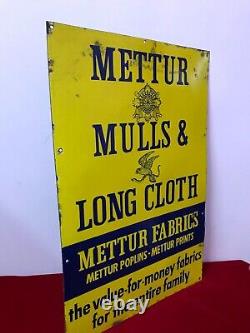 METTUR
MULLS &
LONG CLOTH
METTUR FABRICS
METTUR POPLINS-METTUR PRINTS
the value-for-money fabrics
for the entire family